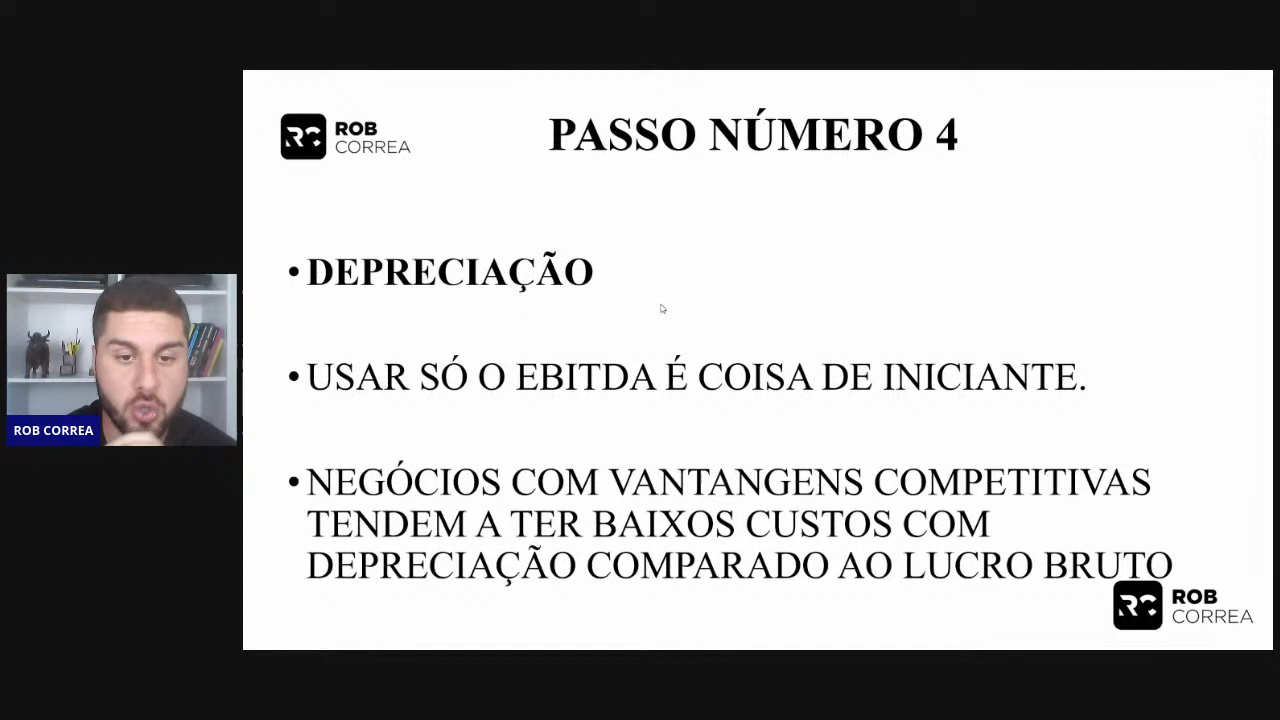 ROB
CORREA
PASSO NÚMERO 4
• DEPRECIAÇÃO
• USAR SÓ O EBITDA É COISA DE INICIANTE.
ROB CORREA
• NEGÓCIOS COM VANTANGENS COMPETITIVAS
TENDEM A TER BAIXOS CUSTOS COM
DEPRECIAÇÃO COMPARADO AO LUCRO BRUTO
ROB
CORREA